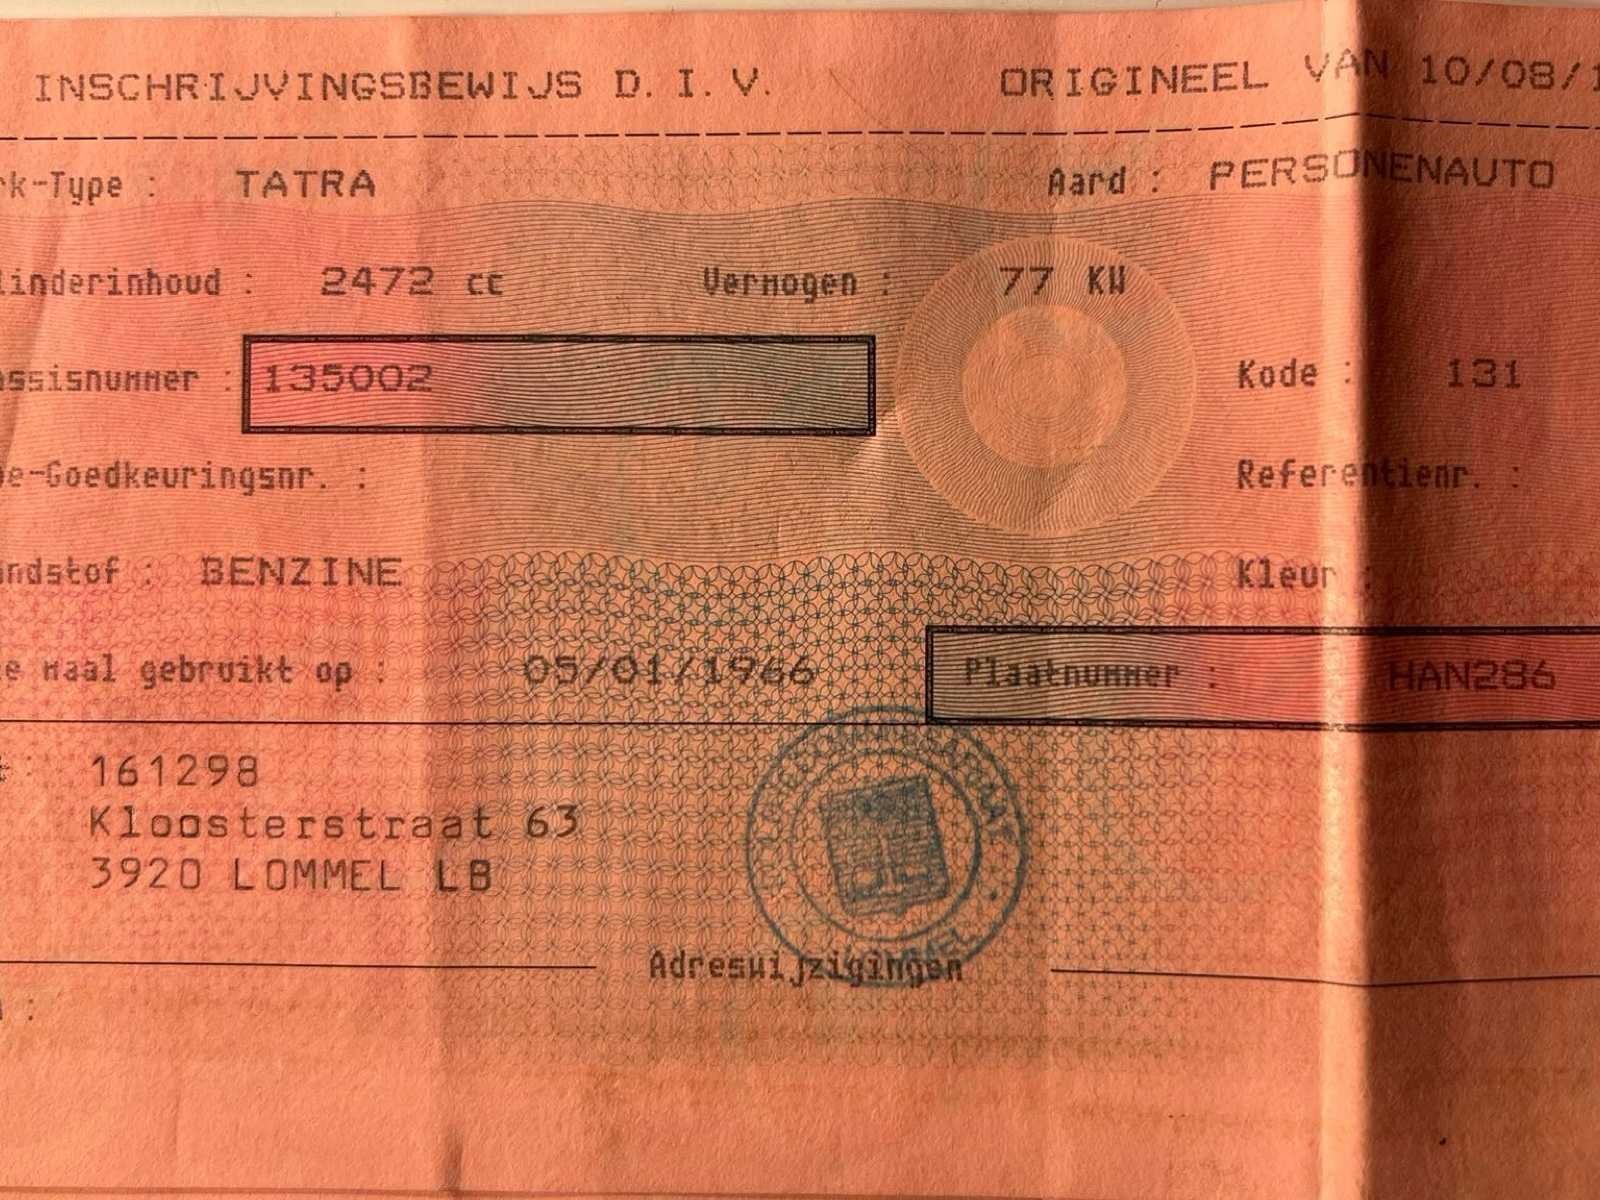 INSCHRIJVINGSBEWIJS D. I. V. ORIGINEEL VAN 10/08/1
rk-Type : TATRA Aard : PERSONENAUTO
linderinhoud : 2472 cc Vermogen : 77 KW
assisnummer : 135002 Kode : 131
e-Goedkeuringsnr. : Referentienr. :
ndstof : BENZINE Kleur :
e maal gebruikt op : 05/01/1966 Plaatnummer : HAN286
161298
Kloosterstraat 63
3920 LOMMEL LB
Adreswijzigingen